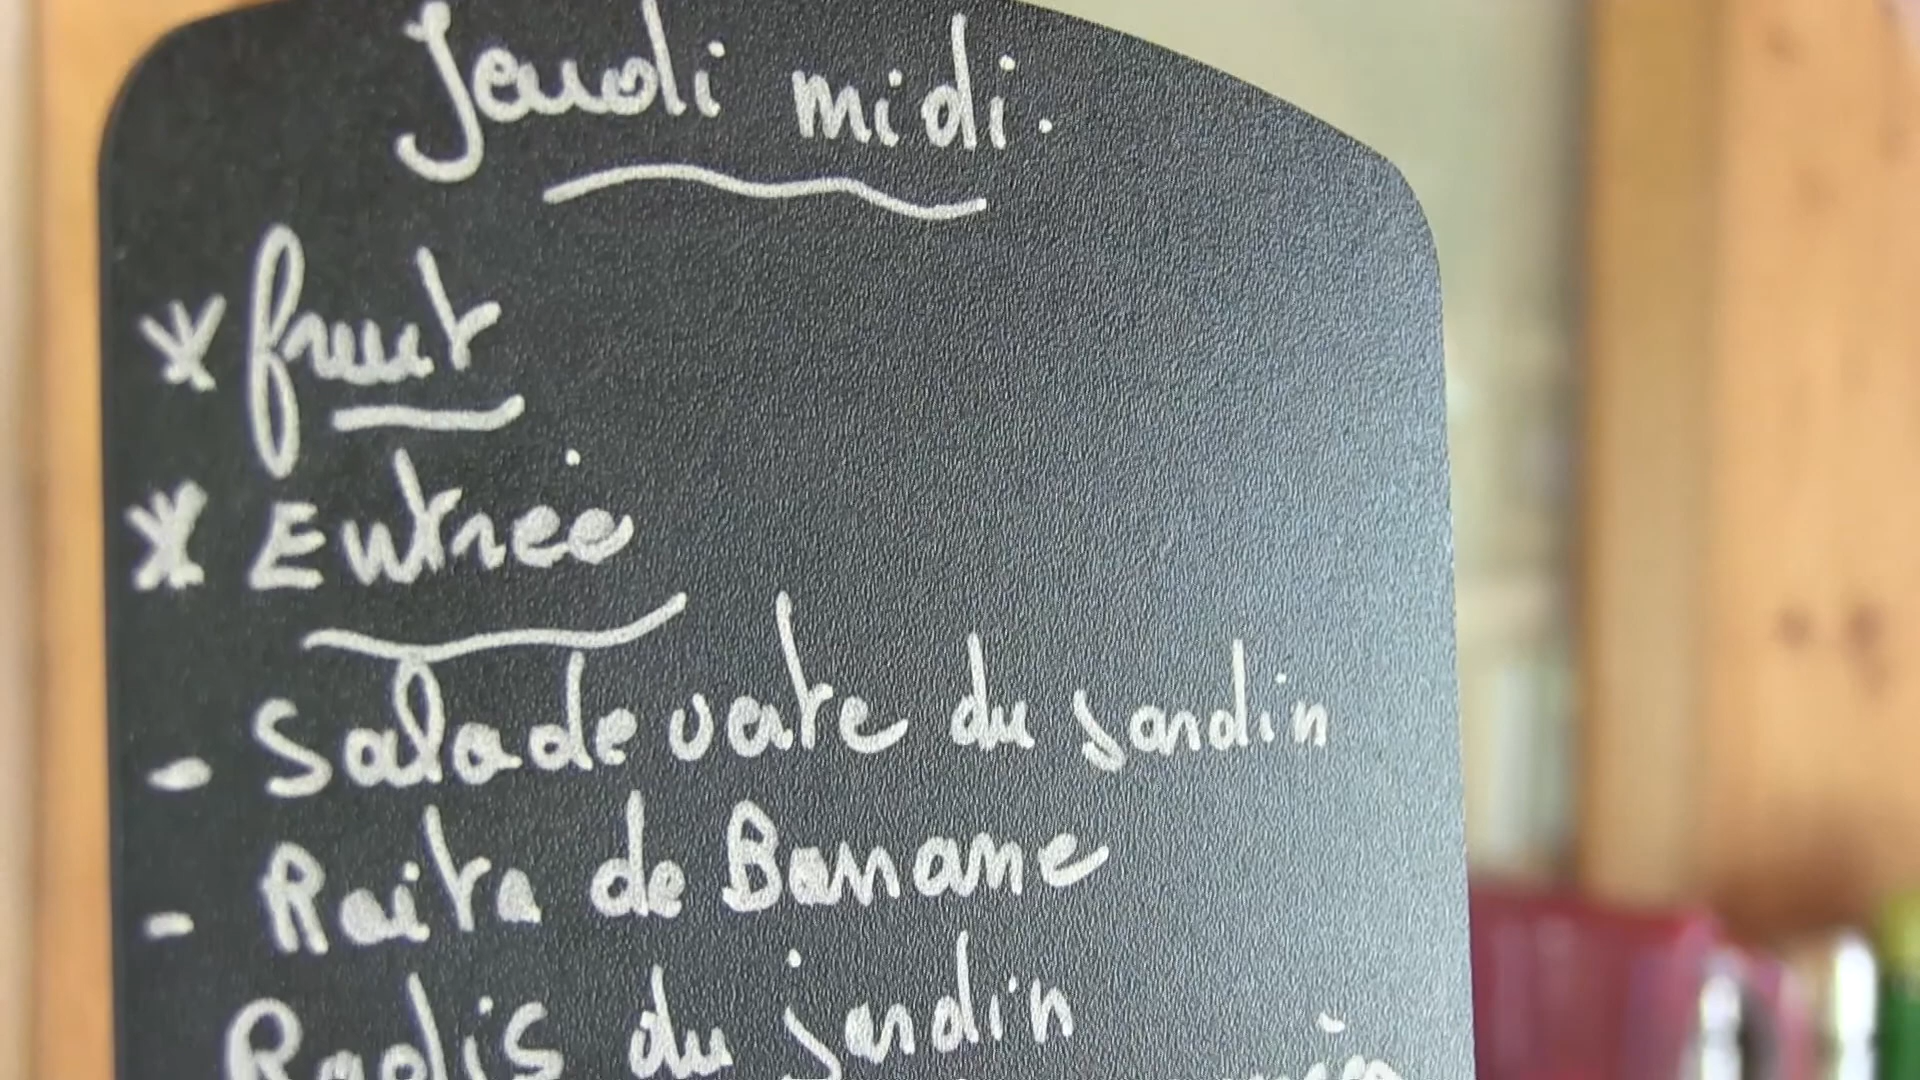 Jeudi midi.
* fruit
* Entrée
- Salade verte du jardin
- Raita de Banane
Radis du jardin